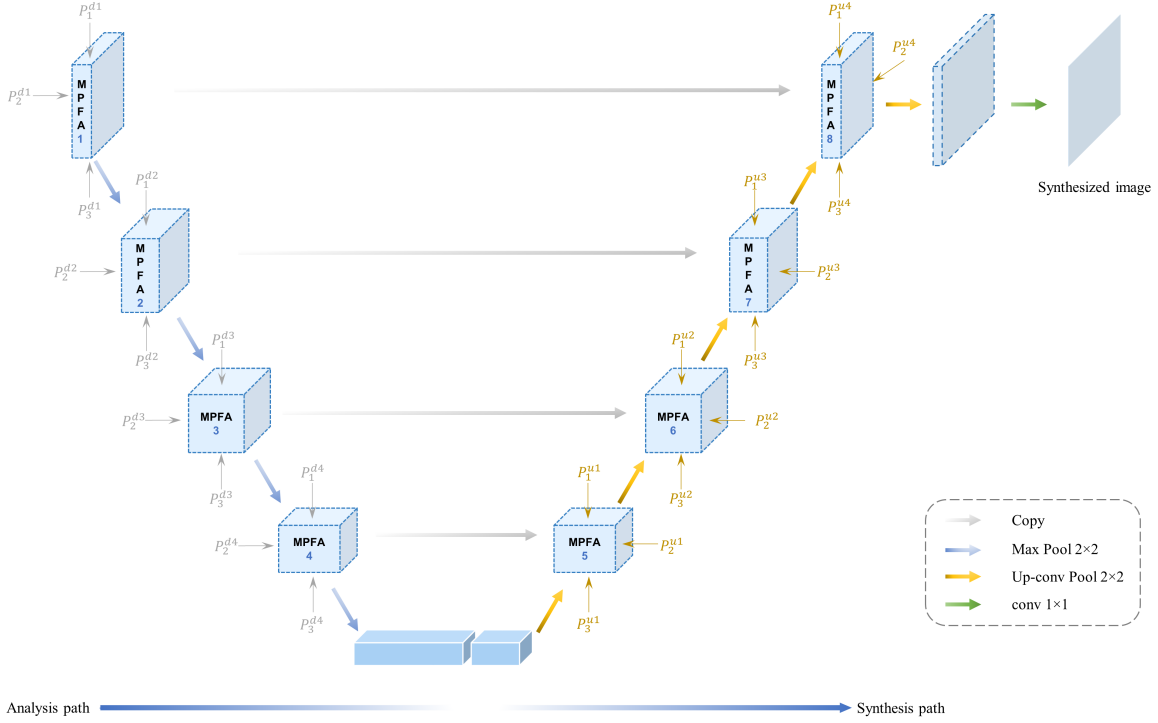 P_1^{d1}
P_2^{d1}
M
P
F
A
1
P_3^{d1}
P_1^{d2}
P_2^{d2}
M
P
F
A
2
P_3^{d2}
P_1^{d3}
P_2^{d3}
MPFA
3
P_3^{d3}
P_1^{d4}
P_2^{d4}
MPFA
4
P_3^{d4}
P_1^{u1}
MPFA
5
P_2^{u1}
P_3^{u1}
P_1^{u2}
MPFA
6
P_2^{u2}
P_3^{u2}
P_1^{u3}
M
P
F
A
7
P_2^{u3}
P_3^{u3}
P_1^{u4}
P_2^{u4}
M
P
F
A
8
P_3^{u4}
Synthesized image
Copy
Max Pool 2×2
Up-conv Pool 2×2
conv 1×1
Analysis path
Synthesis path